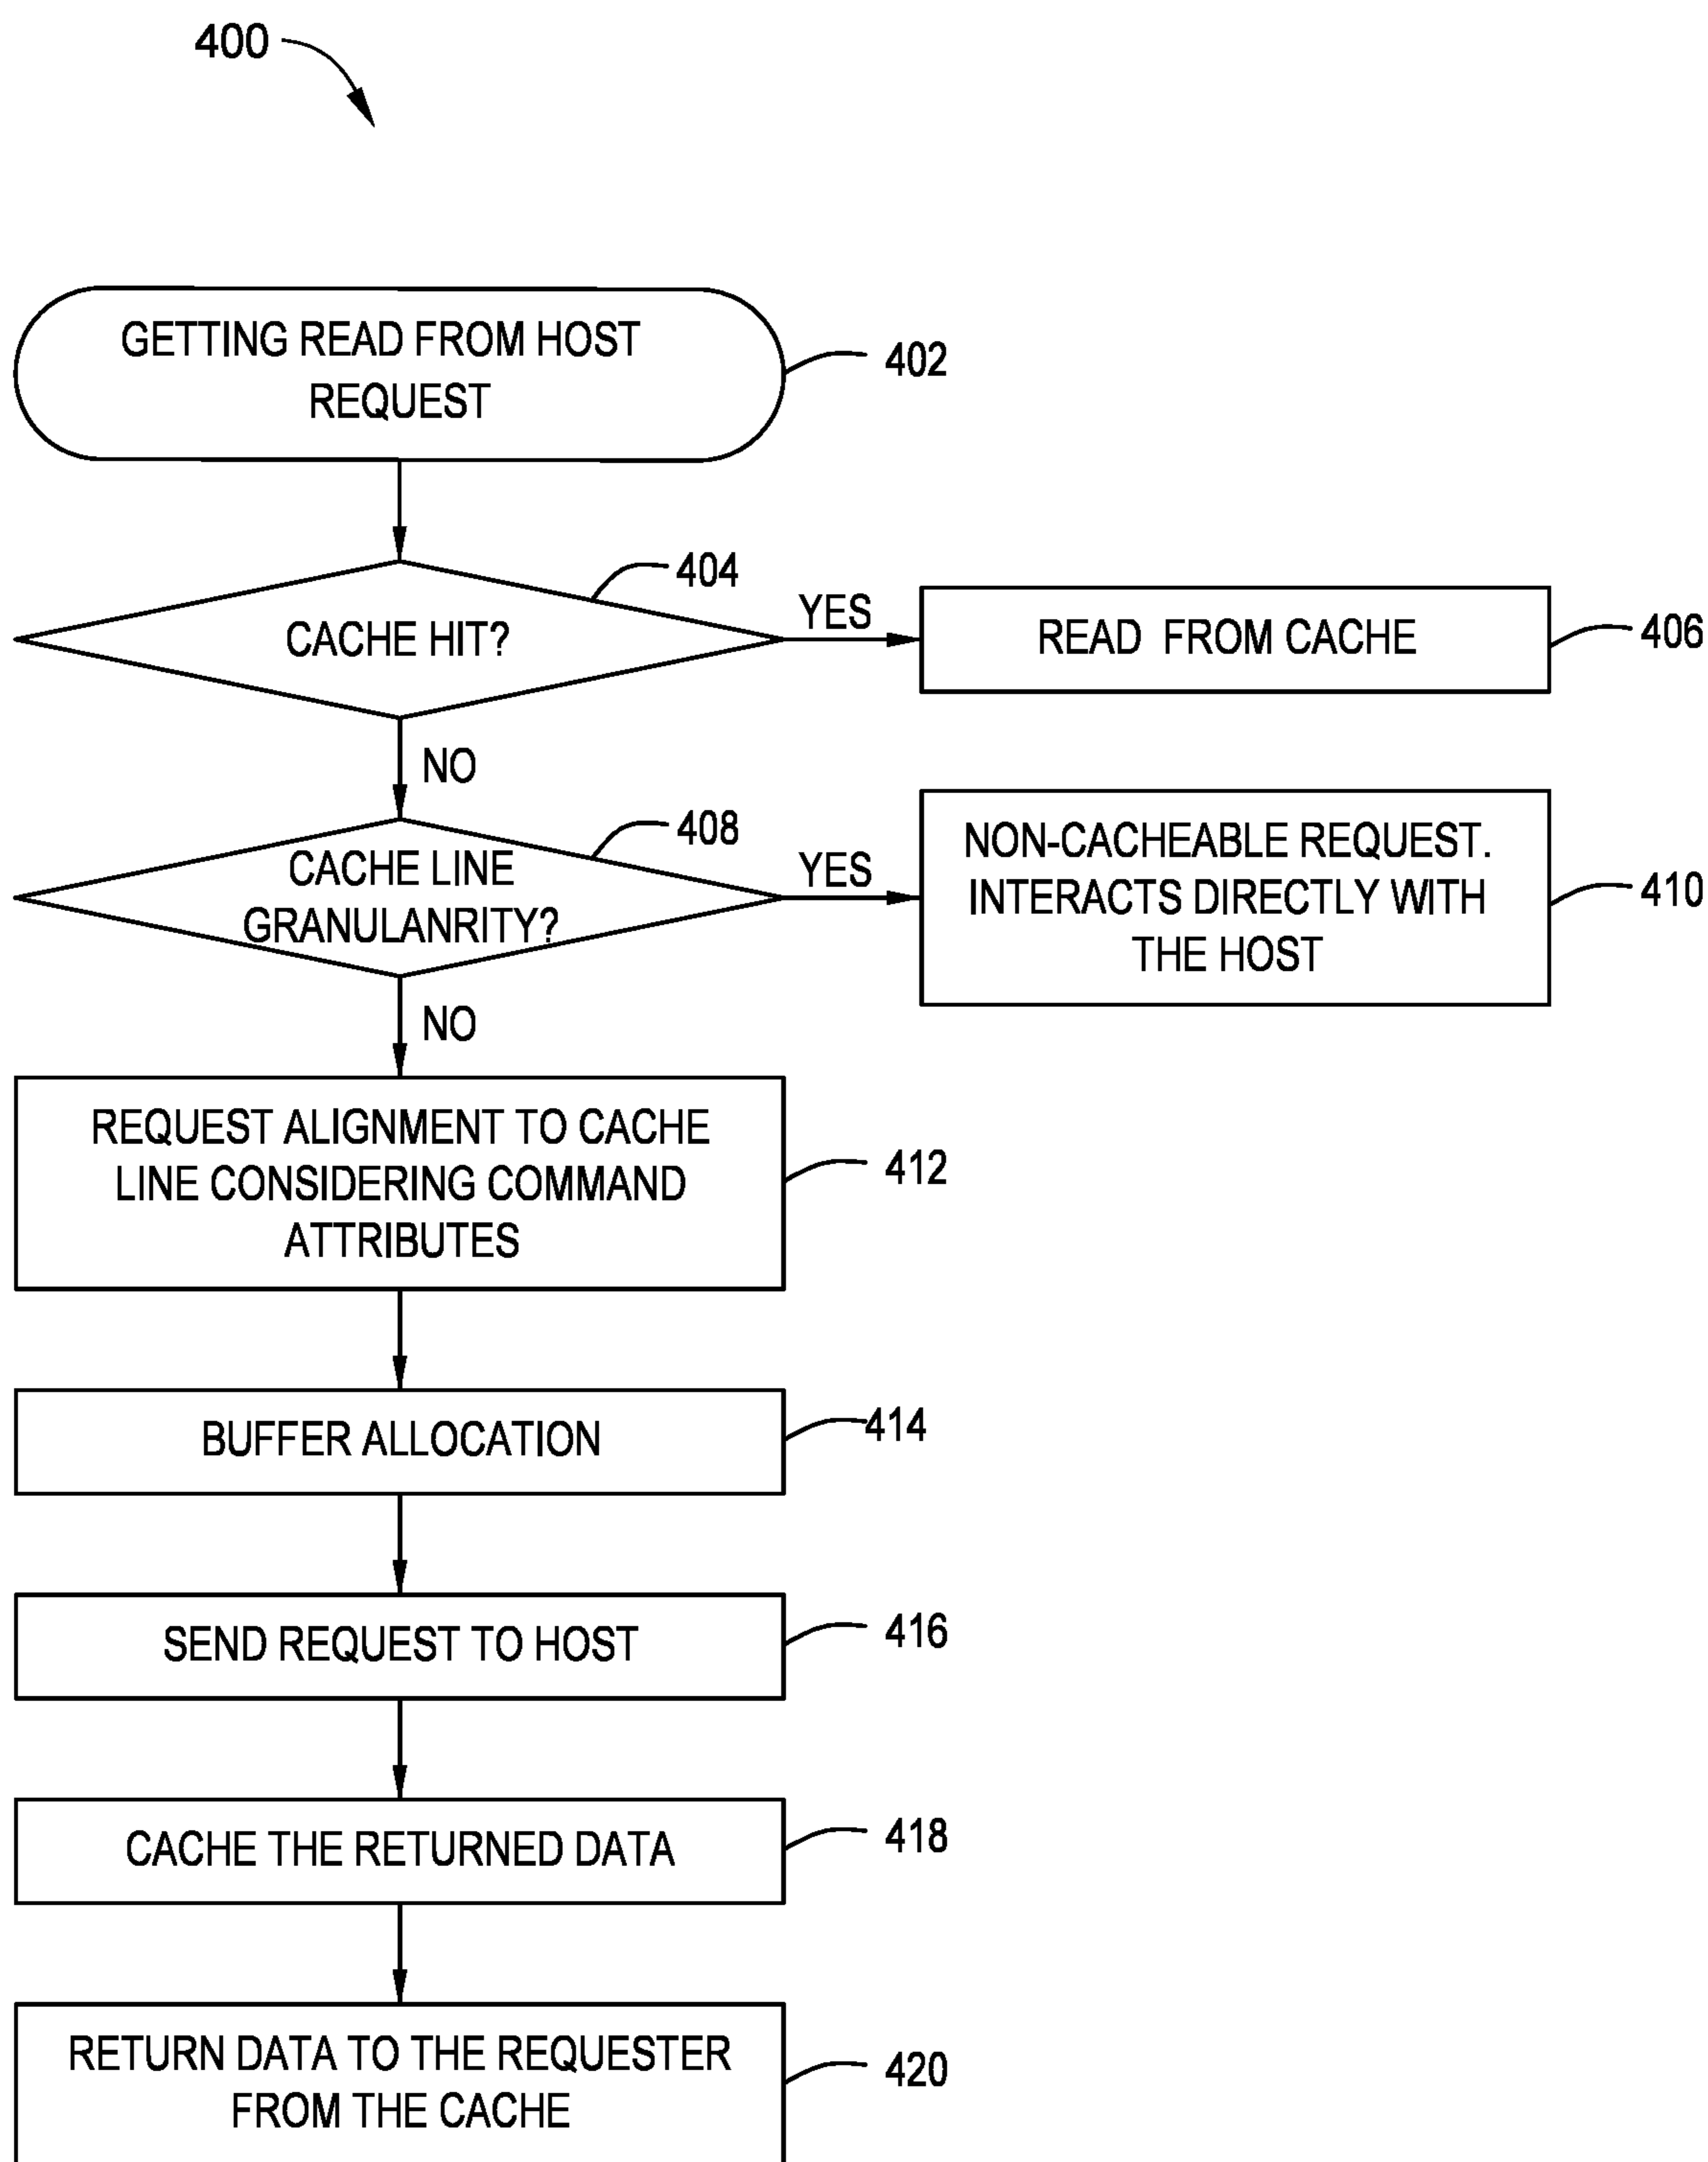 400
GETTING READ FROM HOST
REQUEST
402
404
CACHE HIT?
YES
READ FROM CACHE
406
NO
408
CACHE LINE
GRANULANRITY?
YES
NON-CACHEABLE REQUEST.
INTERACTS DIRECTLY WITH
THE HOST
410
NO
REQUEST ALIGNMENT TO CACHE
LINE CONSIDERING COMMAND
ATTRIBUTES
412
BUFFER ALLOCATION
414
SEND REQUEST TO HOST
416
CACHE THE RETURNED DATA
418
RETURN DATA TO THE REQUESTER
FROM THE CACHE
420